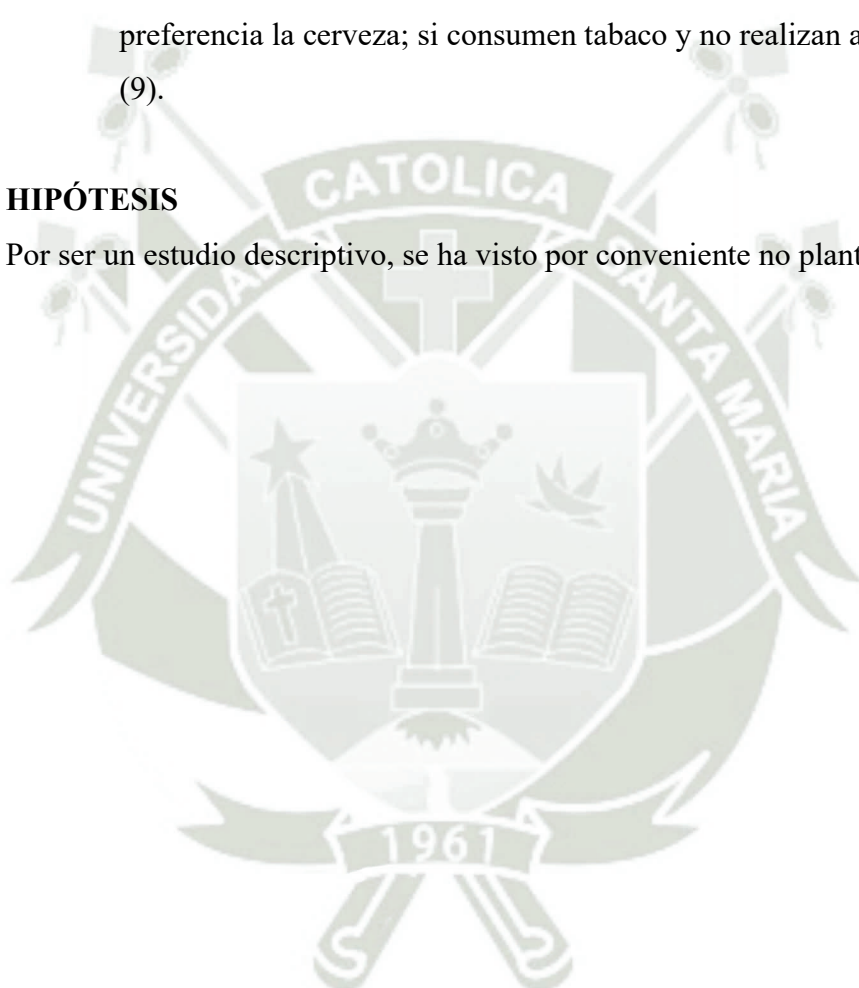 preferencia la cerveza; si consumen tabaco y no realizan a
(9).
HIPÓTESIS
Por ser un estudio descriptivo, se ha visto por conveniente no plant
UNIVERSIDAD CATOLICA SANTA MARIA
1961